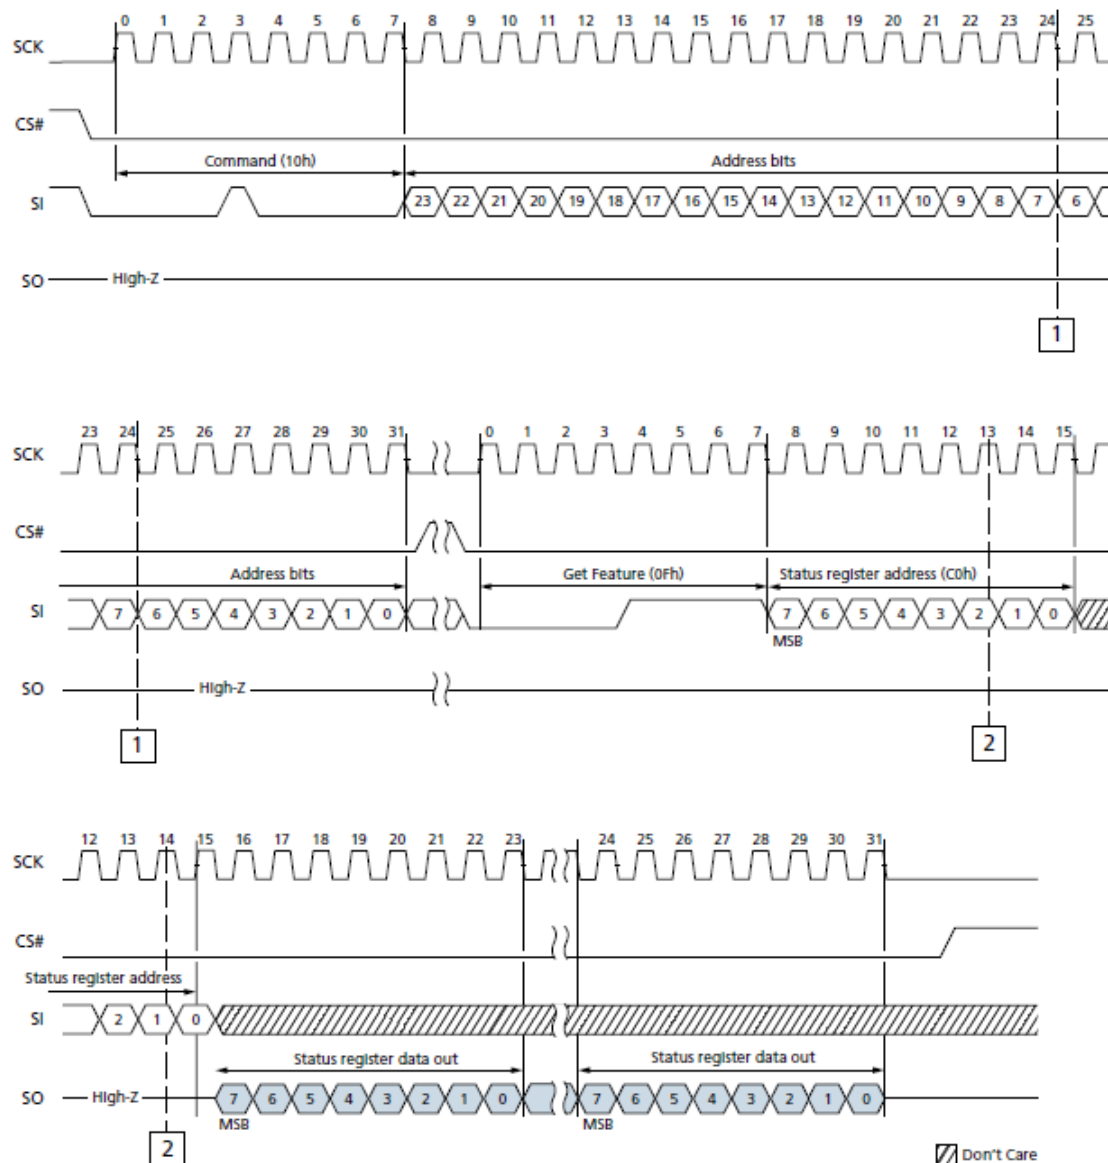 0 1 2 3 4 5 6 7 8 9 10 11 12 13 14 15 16 17 18 19 20 21 22 23 24 25
SCK
CS#
Command (10h) Address bits
SI 23 22 21 20 19 18 17 16 15 14 13 12 11 10 9 8 7 6
SO High-Z
1
23 24 25 26 27 28 29 30 31 0 1 2 3 4 5 6 7 8 9 10 11 12 13 14 15
SCK
CS#
Address bits Get Feature (0Fh) Status register address (C0h)
SI 7 6 5 4 3 2 1 0 7 6 5 4 3 2 1 0
MSB
SO High-Z
1 2
12 13 14 15 16 17 18 19 20 21 22 23 24 25 26 27 28 29 30 31
SCK
CS#
Status register address
SI 2 1 0
Status register data out Status register data out
SO High-Z 7 6 5 4 3 2 1 0 7 6 5 4 3 2 1 0
MSB MSB
2
Don't Care